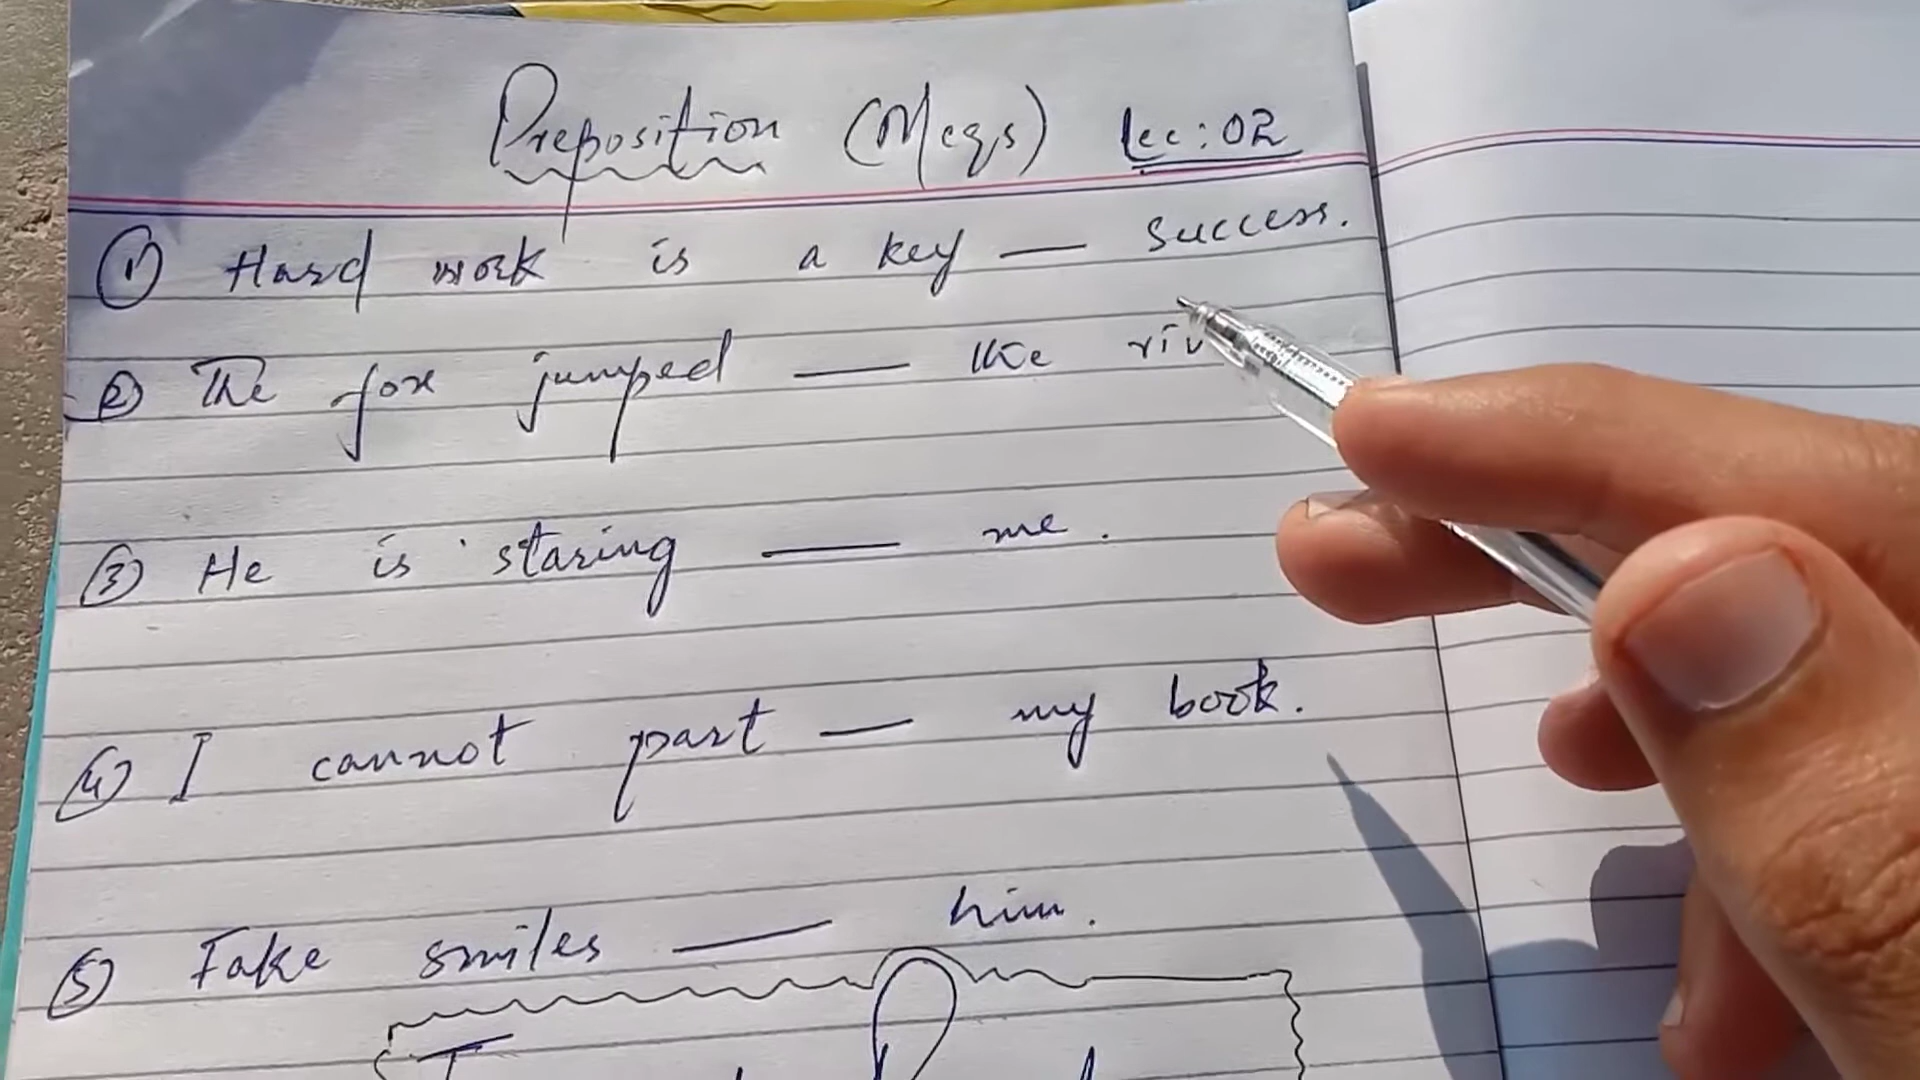 Preposition (Mcqs) Lec:02
1) Hard work is a key — success.
2) The fox jumped — the riv
3) He is staring — me.
4) I cannot part — my book.
5) Fake smiles — him.